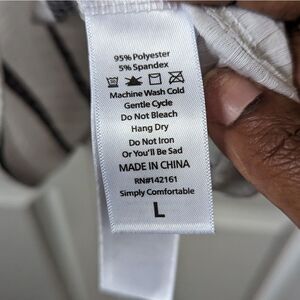 95% Polyester
5% Spandex
Machine Wash Cold
Gentle Cycle
Do Not Bleach
Hang Dry
Do Not Iron
Or You'll Be Sad
MADE IN CHINA
RN#142161
Simply Comfortable
L